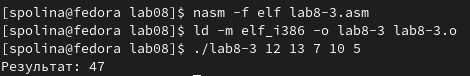 [spolina@fedora lab08]$ nasm -f elf lab8-3.asm
[spolina@fedora lab08]$ ld -m elf_i386 -o lab8-3 lab8-3.o
[spolina@fedora lab08]$ ./lab8-3 12 13 7 10 5
Результат: 47